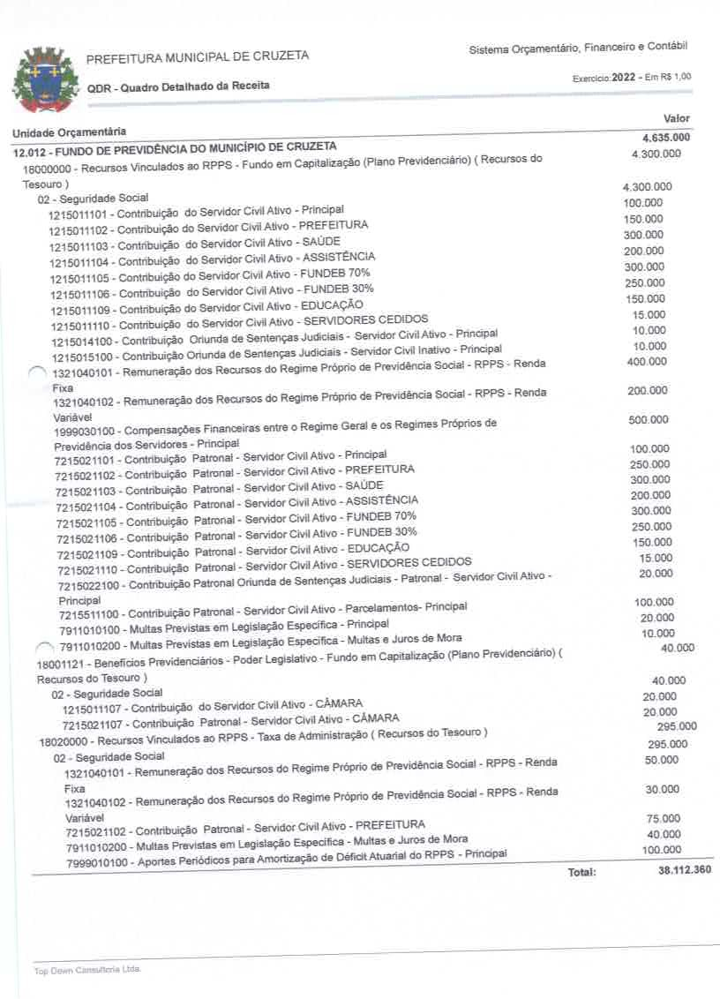 PREFEITURA MUNICIPAL DE CRUZETA
Sistema Orçamentário, Financeiro e Contábil
QDR - Quadro Detalhado da Receita
Exercício:2022 - Em R$ 1,00
Unidade Orçamentária Valor
12.012 - FUNDO DE PREVIDÊNCIA DO MUNICÍPIO DE CRUZETA 4.635.000
18000000 - Recursos Vinculados ao RPPS - Fundo em Capitalização (Plano Previdenciário) ( Recursos do 4.300.000
Tesouro )
02 - Seguridade Social 4.300.000
1215011101 - Contribuição do Servidor Civil Ativo - Principal 100.000
1215011102 - Contribuição do Servidor Civil Ativo - PREFEITURA 150.000
1215011103 - Contribuição do Servidor Civil Ativo - SAÚDE 300.000
1215011104 - Contribuição do Servidor Civil Ativo - ASSISTÊNCIA 200.000
1215011105 - Contribuição do Servidor Civil Ativo - FUNDEB 70% 300.000
1215011106 - Contribuição do Servidor Civil Ativo - FUNDEB 30% 250.000
1215011109 - Contribuição do Servidor Civil Ativo - EDUCAÇÃO 150.000
1215011110 - Contribuição do Servidor Civil Ativo - SERVIDORES CEDIDOS 15.000
1215014100 - Contribuição Oriunda de Sentenças Judiciais - Servidor Civil Ativo - Principal 10.000
1215015100 - Contribuição Oriunda de Sentenças Judiciais - Servidor Civil Inativo - Principal 10.000
1321040101 - Remuneração dos Recursos do Regime Próprio de Previdência Social - RPPS - Renda 400.000
Fixa
1321040102 - Remuneração dos Recursos do Regime Próprio de Previdência Social - RPPS - Renda 200.000
Variável
1999030100 - Compensações Financeiras entre o Regime Geral e os Regimes Próprios de 500.000
Previdência dos Servidores - Principal
7215021101 - Contribuição Patronal - Servidor Civil Ativo - Principal 100.000
7215021102 - Contribuição Patronal - Servidor Civil Ativo - PREFEITURA 250.000
7215021103 - Contribuição Patronal - Servidor Civil Ativo - SAÚDE 300.000
7215021104 - Contribuição Patronal - Servidor Civil Ativo - ASSISTÊNCIA 200.000
7215021105 - Contribuição Patronal - Servidor Civil Ativo - FUNDEB 70% 300.000
7215021106 - Contribuição Patronal - Servidor Civil Ativo - FUNDEB 30% 250.000
7215021109 - Contribuição Patronal - Servidor Civil Ativo - EDUCAÇÃO 150.000
7215021110 - Contribuição Patronal - Servidor Civil Ativo - SERVIDORES CEDIDOS 15.000
7215022100 - Contribuição Patronal Oriunda de Sentenças Judiciais - Patronal - Servidor Civil Ativo - 20.000
Principal
7215511100 - Contribuição Patronal - Servidor Civil Ativo - Parcelamentos- Principal 100.000
7911010100 - Multas Previstas em Legislação Específica - Principal 20.000
7911010200 - Multas Previstas em Legislação Específica - Multas e Juros de Mora 10.000
18001121 - Benefícios Previdenciários - Poder Legislativo - Fundo em Capitalização (Plano Previdenciário) ( 40.000
Recursos do Tesouro )
02 - Seguridade Social 40.000
1215011107 - Contribuição do Servidor Civil Ativo - CÂMARA 20.000
7215021107 - Contribuição Patronal - Servidor Civil Ativo - CÂMARA 20.000
18020000 - Recursos Vinculados ao RPPS - Taxa de Administração ( Recursos do Tesouro ) 295.000
02 - Seguridade Social 295.000
1321040101 - Remuneração dos Recursos do Regime Próprio de Previdência Social - RPPS - Renda 50.000
Fixa
1321040102 - Remuneração dos Recursos do Regime Próprio de Previdência Social - RPPS - Renda 30.000
Variável
7215021102 - Contribuição Patronal - Servidor Civil Ativo - PREFEITURA 75.000
7911010200 - Multas Previstas em Legislação Específica - Multas e Juros de Mora 40.000
7999010100 - Aportes Periódicos para Amortização de Déficit Atuarial do RPPS - Principal 100.000
Total: 38.112.360
Top Down Consultoria Ltda.